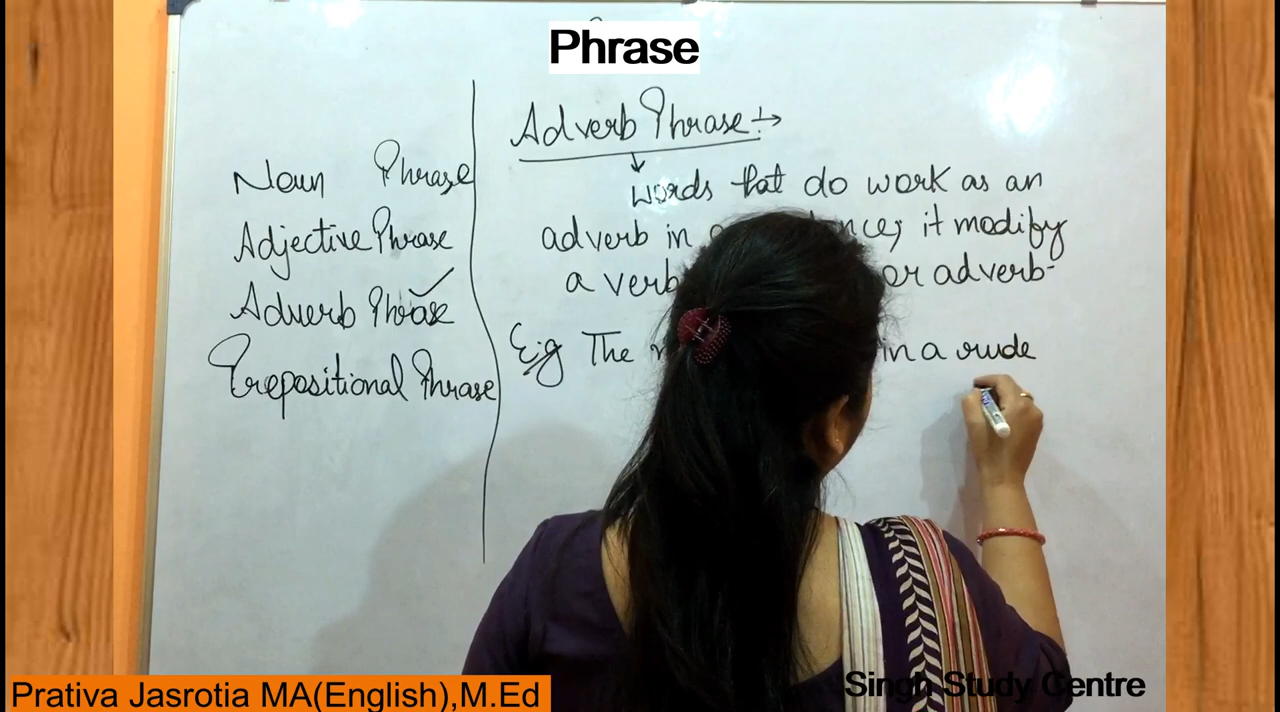 Phrase
Noun Phrase
Adjective Phrase
Adverb Phrase
Prepositional Phrase
Adverb Phrase :→
words that do work as an
adverb in it modify
a verb or adverb-
E.g The in a rude
Prativa Jasrotia MA(English),M.Ed
Singh Study Centre